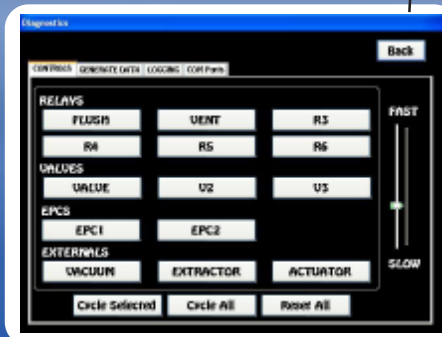 Diagnostics
Back
CONTROLS GENERATE DATA LOGGING COM Ports
RELAYS
FLUSH VENT R3
FAST
R4 R5 R6
VALVES
VALVE V2 V3
EPCS
EPC1 EPC2
EXTERNALS
VACUUM EXTRACTOR ACTUATOR
SLOW
Cycle Selected Cycle All Reset All